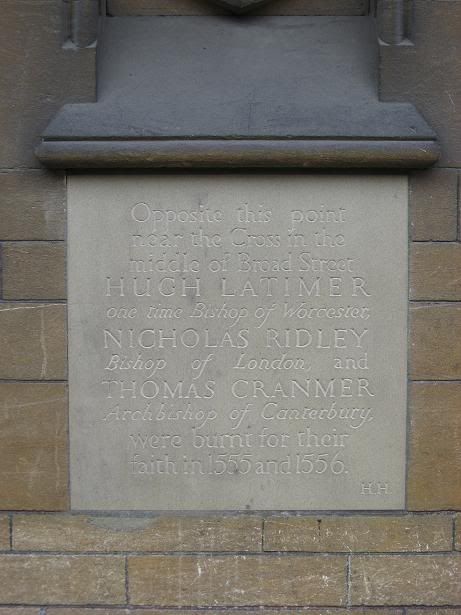 Opposite this point
near the Cross in the
middle of Broad Street
HUGH LATIMER
one time Bishop of Worcester,
NICHOLAS RIDLEY
Bishop of London, and
THOMAS CRANMER
Archbishop of Canterbury,
were burnt for their
faith in 1555 and 1556.
H.H.